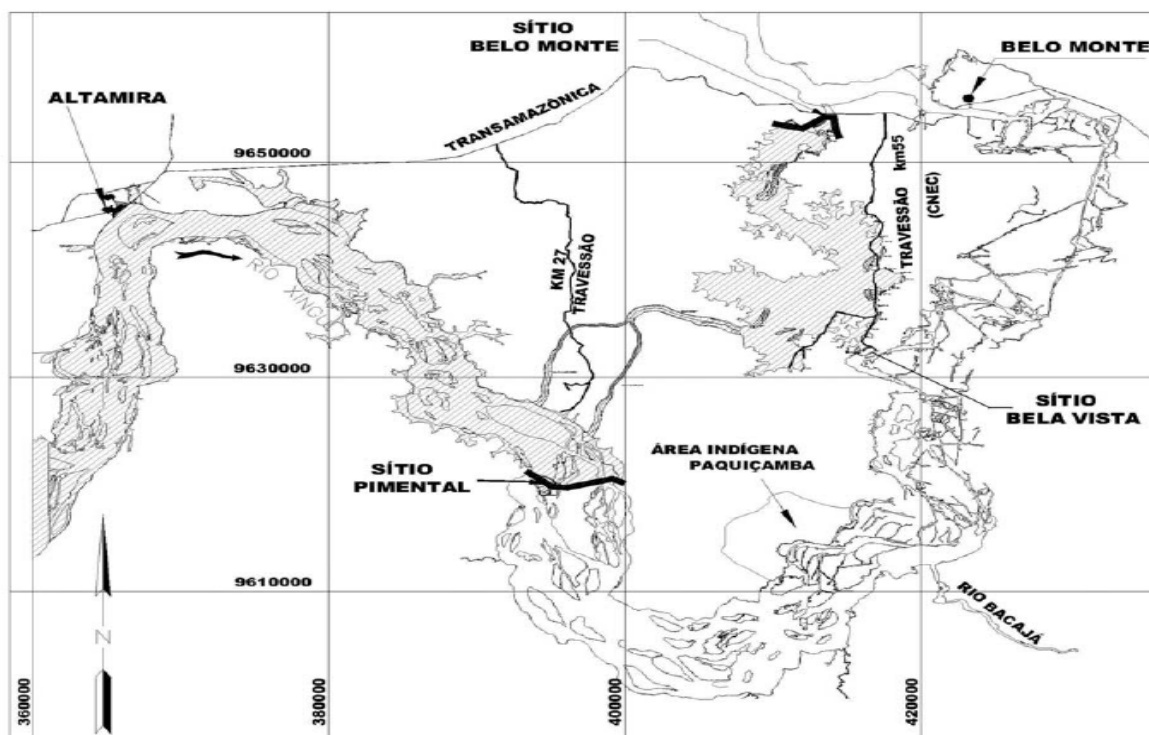 SÍTIO
BELO MONTE
BELO MONTE
ALTAMIRA
TRANSAMAZÔNICA
9650000
TRAVESSÃO km55
(CNEC)
KM 27
TRAVESSÃO
RIO XINGU
9630000
SÍTIO
BELA VISTA
ÁREA INDÍGENA
PAQUIÇAMBA
SÍTIO
PIMENTAL
9610000
RIO BACAJÁ
N
360000
380000
400000
420000